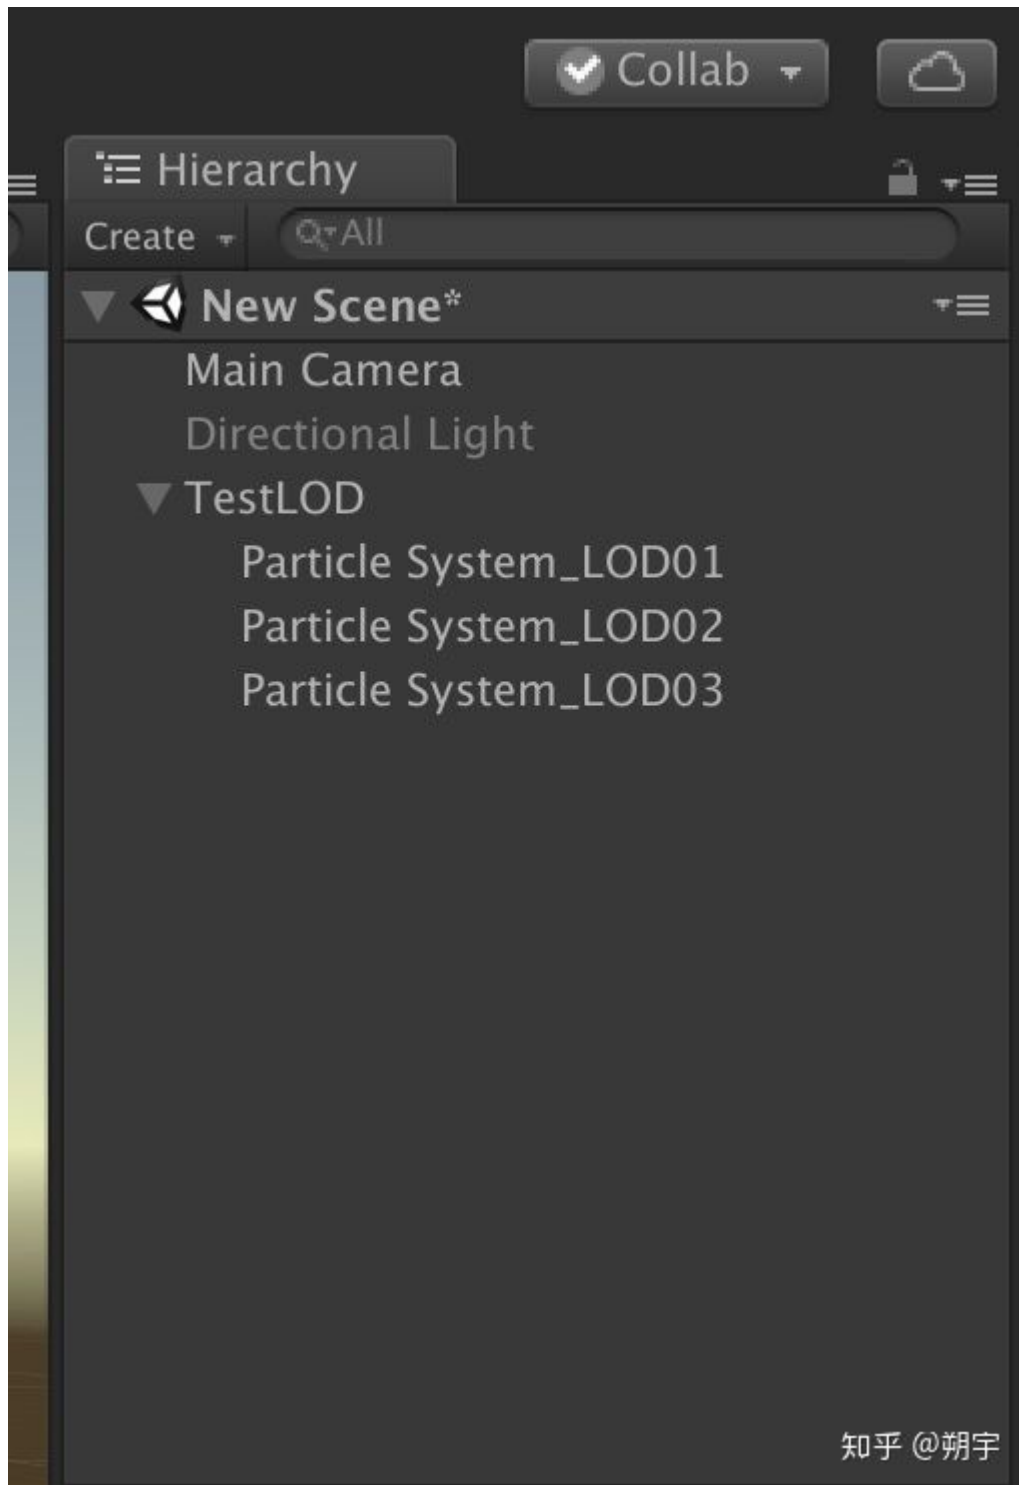 Collab
Hierarchy
Create All
New Scene*
Main Camera
Directional Light
TestLOD
Particle System_LOD01
Particle System_LOD02
Particle System_LOD03
知乎 @朔宇